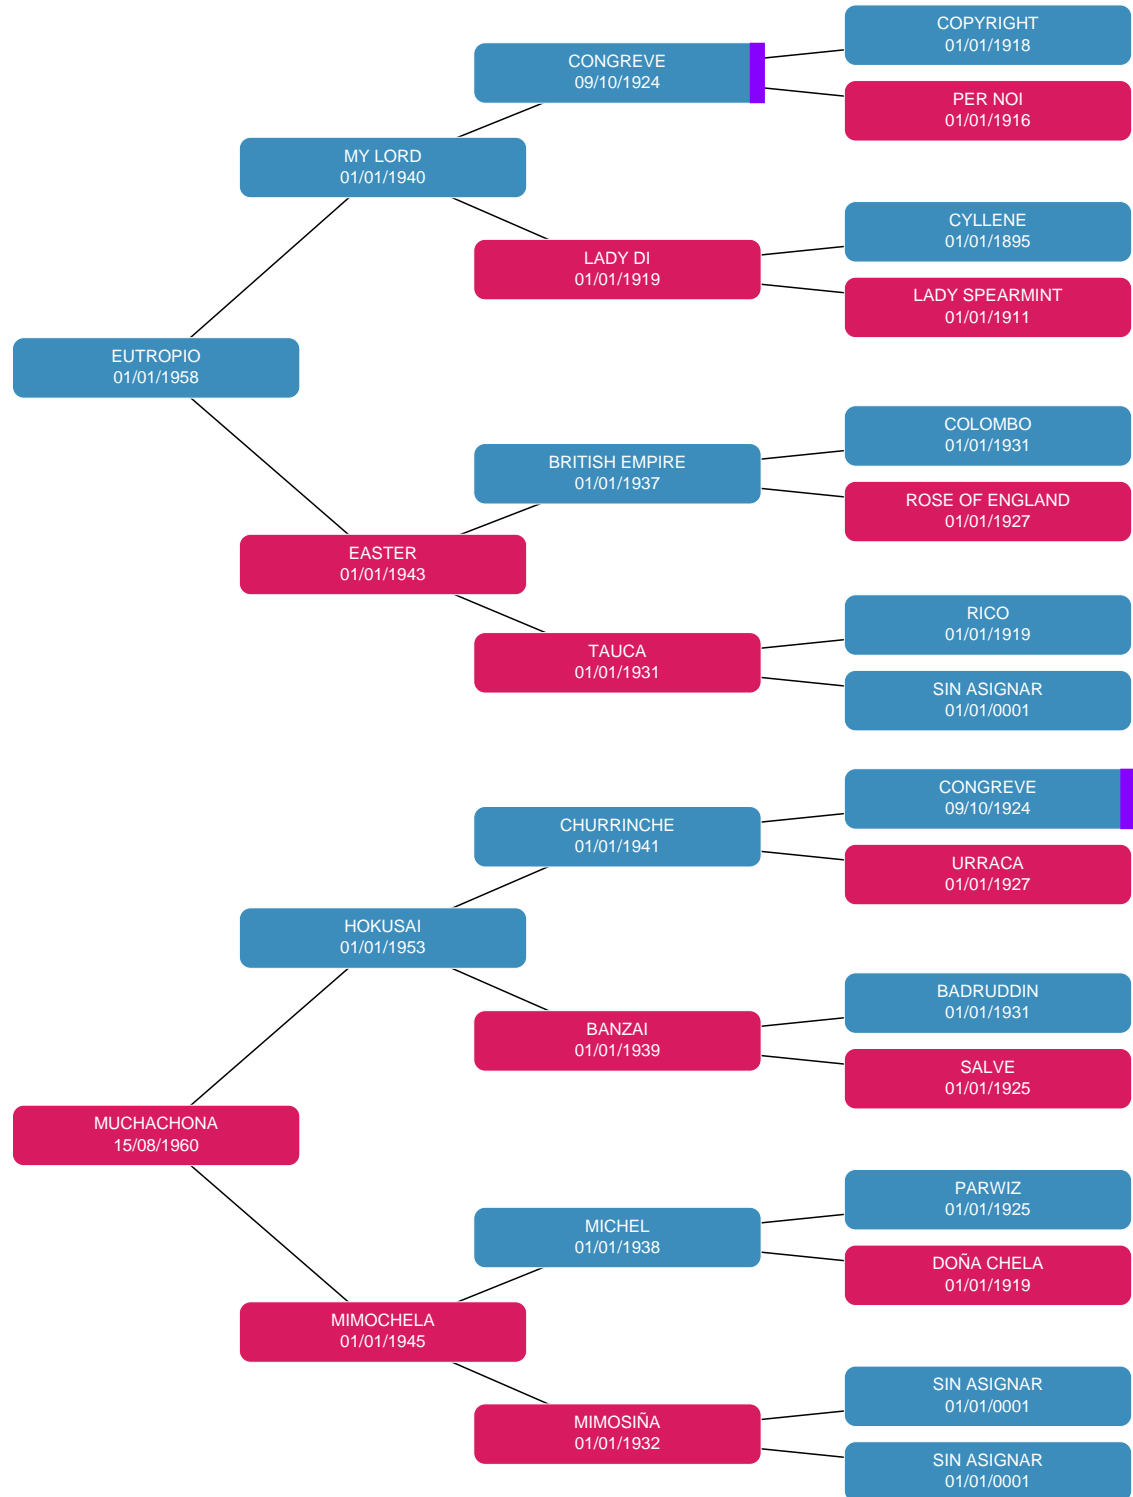 COPYRIGHT
01/01/1918
CONGREVE
09/10/1924
PER NOI
01/01/1916
MY LORD
01/01/1940
CYLLENE
01/01/1895
LADY DI
01/01/1919
LADY SPEARMINT
01/01/1911
EUTROPIO
01/01/1958
COLOMBO
01/01/1931
BRITISH EMPIRE
01/01/1937
ROSE OF ENGLAND
01/01/1927
EASTER
01/01/1943
RICO
01/01/1919
TAUCA
01/01/1931
SIN ASIGNAR
01/01/0001
CONGREVE
09/10/1924
CHURRINCHE
01/01/1941
URRACA
01/01/1927
HOKUSAI
01/01/1953
BADRUDDIN
01/01/1931
BANZAI
01/01/1939
SALVE
01/01/1925
MUCHACHONA
15/08/1960
PARWIZ
01/01/1925
MICHEL
01/01/1938
DOÑA CHELA
01/01/1919
MIMOCHELA
01/01/1945
SIN ASIGNAR
01/01/0001
MIMOSIÑA
01/01/1932
SIN ASIGNAR
01/01/0001